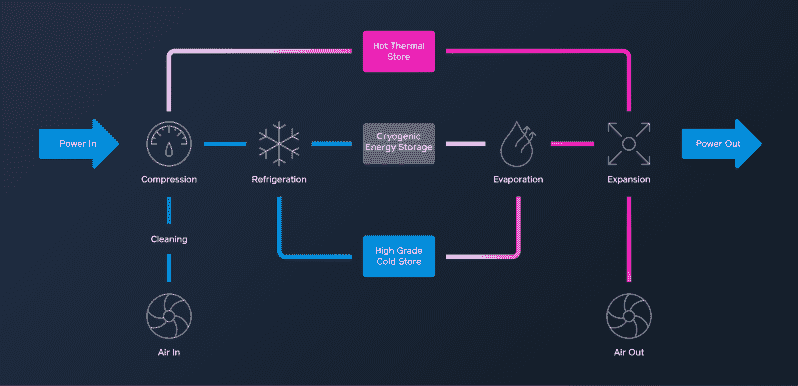 Hot Thermal
Store
Power In
Cryogenic
Energy Storage
Power Out
Compression
Refrigeration
Evaporation
Expansion
Cleaning
High Grade
Cold Store
Air In
Air Out